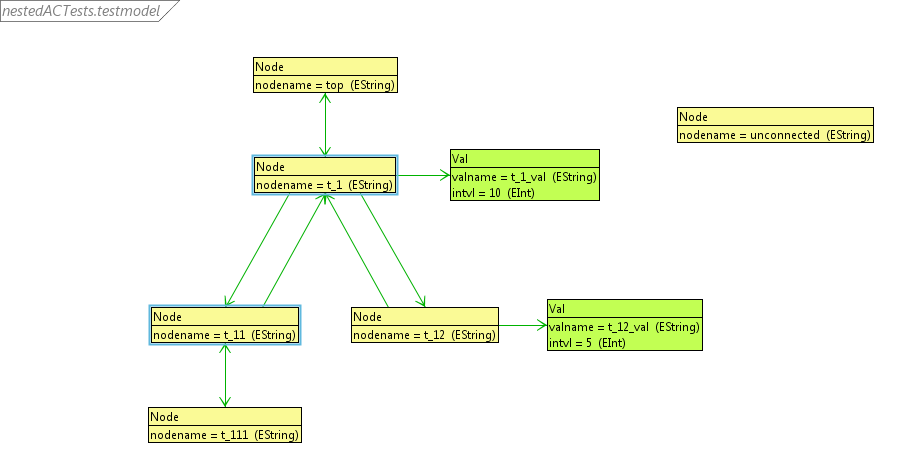 nestedACTests.testmodel
Node
nodename = top (EString)
Node
nodename = unconnected (EString)
Node
nodename = t_1 (EString)
Val
valname = t_1_val (EString)
intvl = 10 (EInt)
Node
nodename = t_11 (EString)
Node
nodename = t_12 (EString)
Val
valname = t_12_val (EString)
intvl = 5 (EInt)
Node
nodename = t_111 (EString)